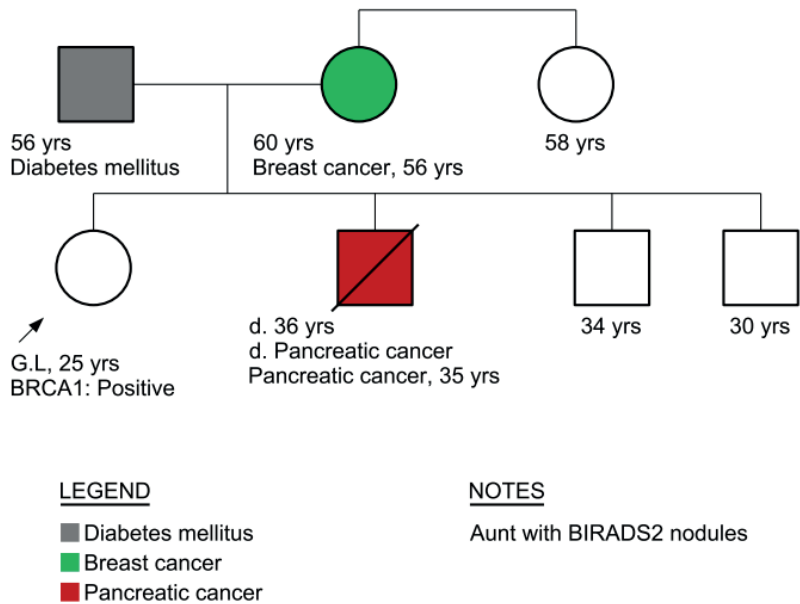 56 yrs
Diabetes mellitus
60 yrs
Breast cancer, 56 yrs
58 yrs
G.L, 25 yrs
BRCA1: Positive
d. 36 yrs
d. Pancreatic cancer
Pancreatic cancer, 35 yrs
34 yrs
30 yrs
LEGEND
Diabetes mellitus
Breast cancer
Pancreatic cancer
NOTES
Aunt with BIRADS2 nodules